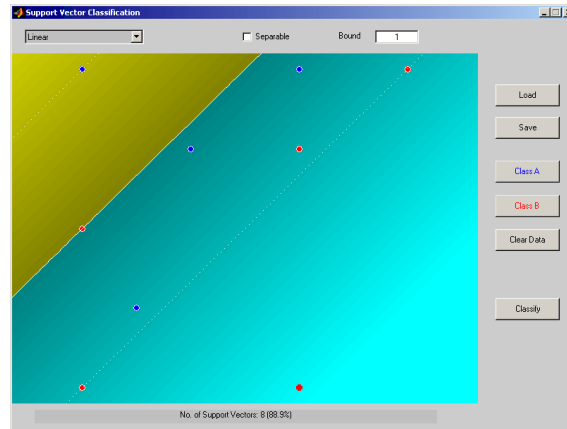 Support Vector Classification
Linear
Separable
Bound
1
Load
Save
Class A
Class B
Clear Data
Classify
No. of Support Vectors: 8 (88.9%)